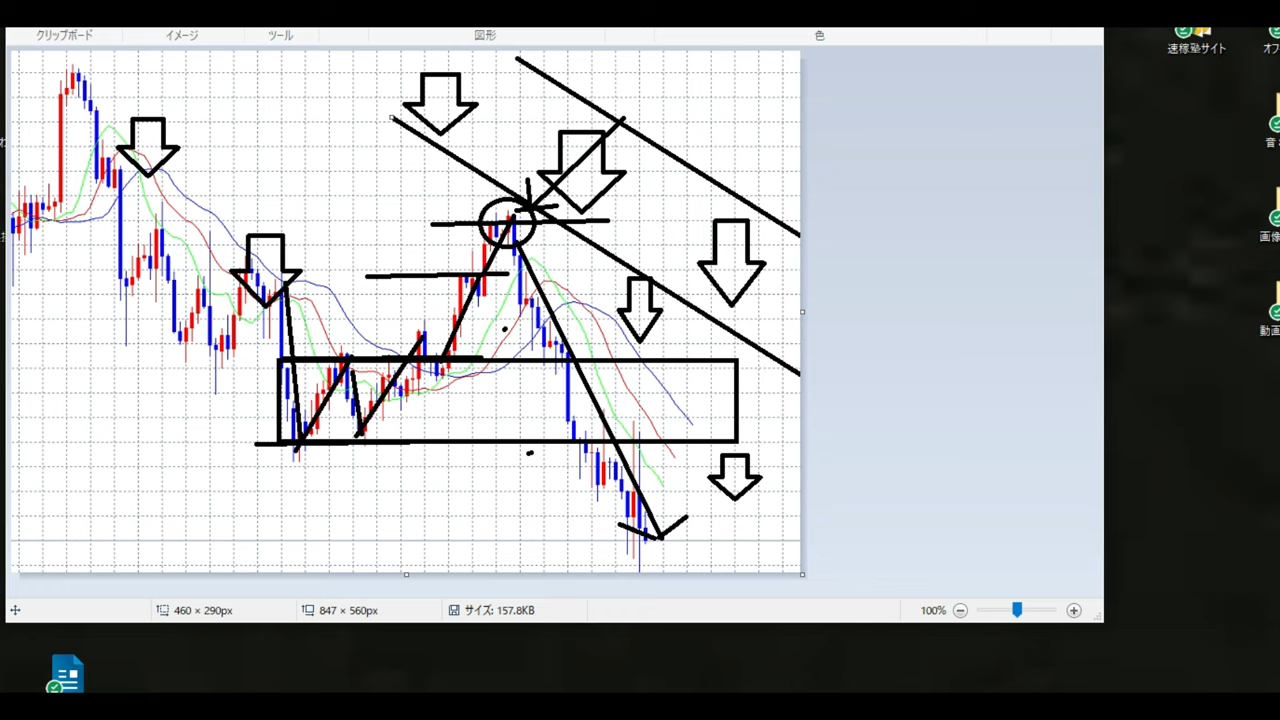 クリップボード
イメージ
ツール
図形
色
速稼塾サイト
オフ
音
画像
動画
460 × 290px
847 × 560px
サイズ: 157.8KB
100%